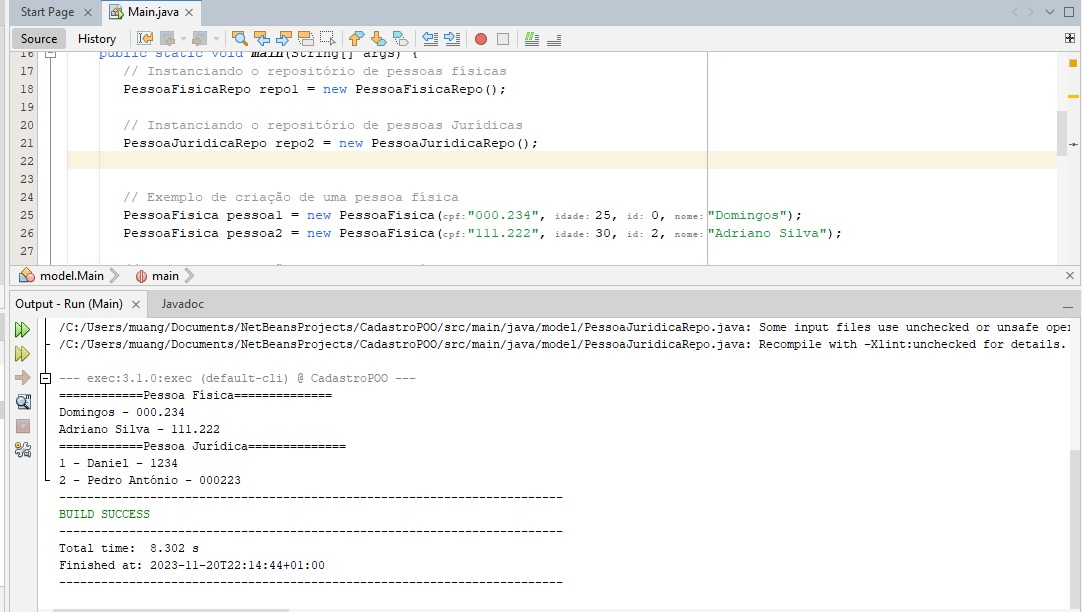 Start Page
Main.java
Source
History
16 public static void main(String[] args) {
17 // Instanciando o repositório de pessoas físicas
18 PessoaFisicaRepo repo1 = new PessoaFisicaRepo();
19
20 // Instanciando o repositório de pessoas Jurídicas
21 PessoaJuridicaRepo repo2 = new PessoaJuridicaRepo();
22
23
24 // Exemplo de criação de uma pessoa física
25 PessoaFisica pessoa1 = new PessoaFisica(cpf:"000.234", idade: 25, id: 0, nome:"Domingos");
26 PessoaFisica pessoa2 = new PessoaFisica(cpf:"111.222", idade: 30, id: 2, nome:"Adriano Silva");
27
model.Main
main
Output - Run (Main)
Javadoc
/C:/Users/muang/Documents/NetBeansProjects/CadastroPOO/src/main/java/model/PessoaJuridicaRepo.java: Some input files use unchecked or unsafe oper
/C:/Users/muang/Documents/NetBeansProjects/CadastroPOO/src/main/java/model/PessoaJuridicaRepo.java: Recompile with -Xlint:unchecked for details.
--- exec:3.1.0:exec (default-cli) @ CadastroPOO ---
============Pessoa Física==============
Domingos - 000.234
Adriano Silva - 111.222
============Pessoa Jurídica==============
1 - Daniel - 1234
2 - Pedro António - 000223
------------------------------------------------------------------------
BUILD SUCCESS
------------------------------------------------------------------------
Total time:  8.302 s
Finished at: 2023-11-20T22:14:44+01:00
------------------------------------------------------------------------